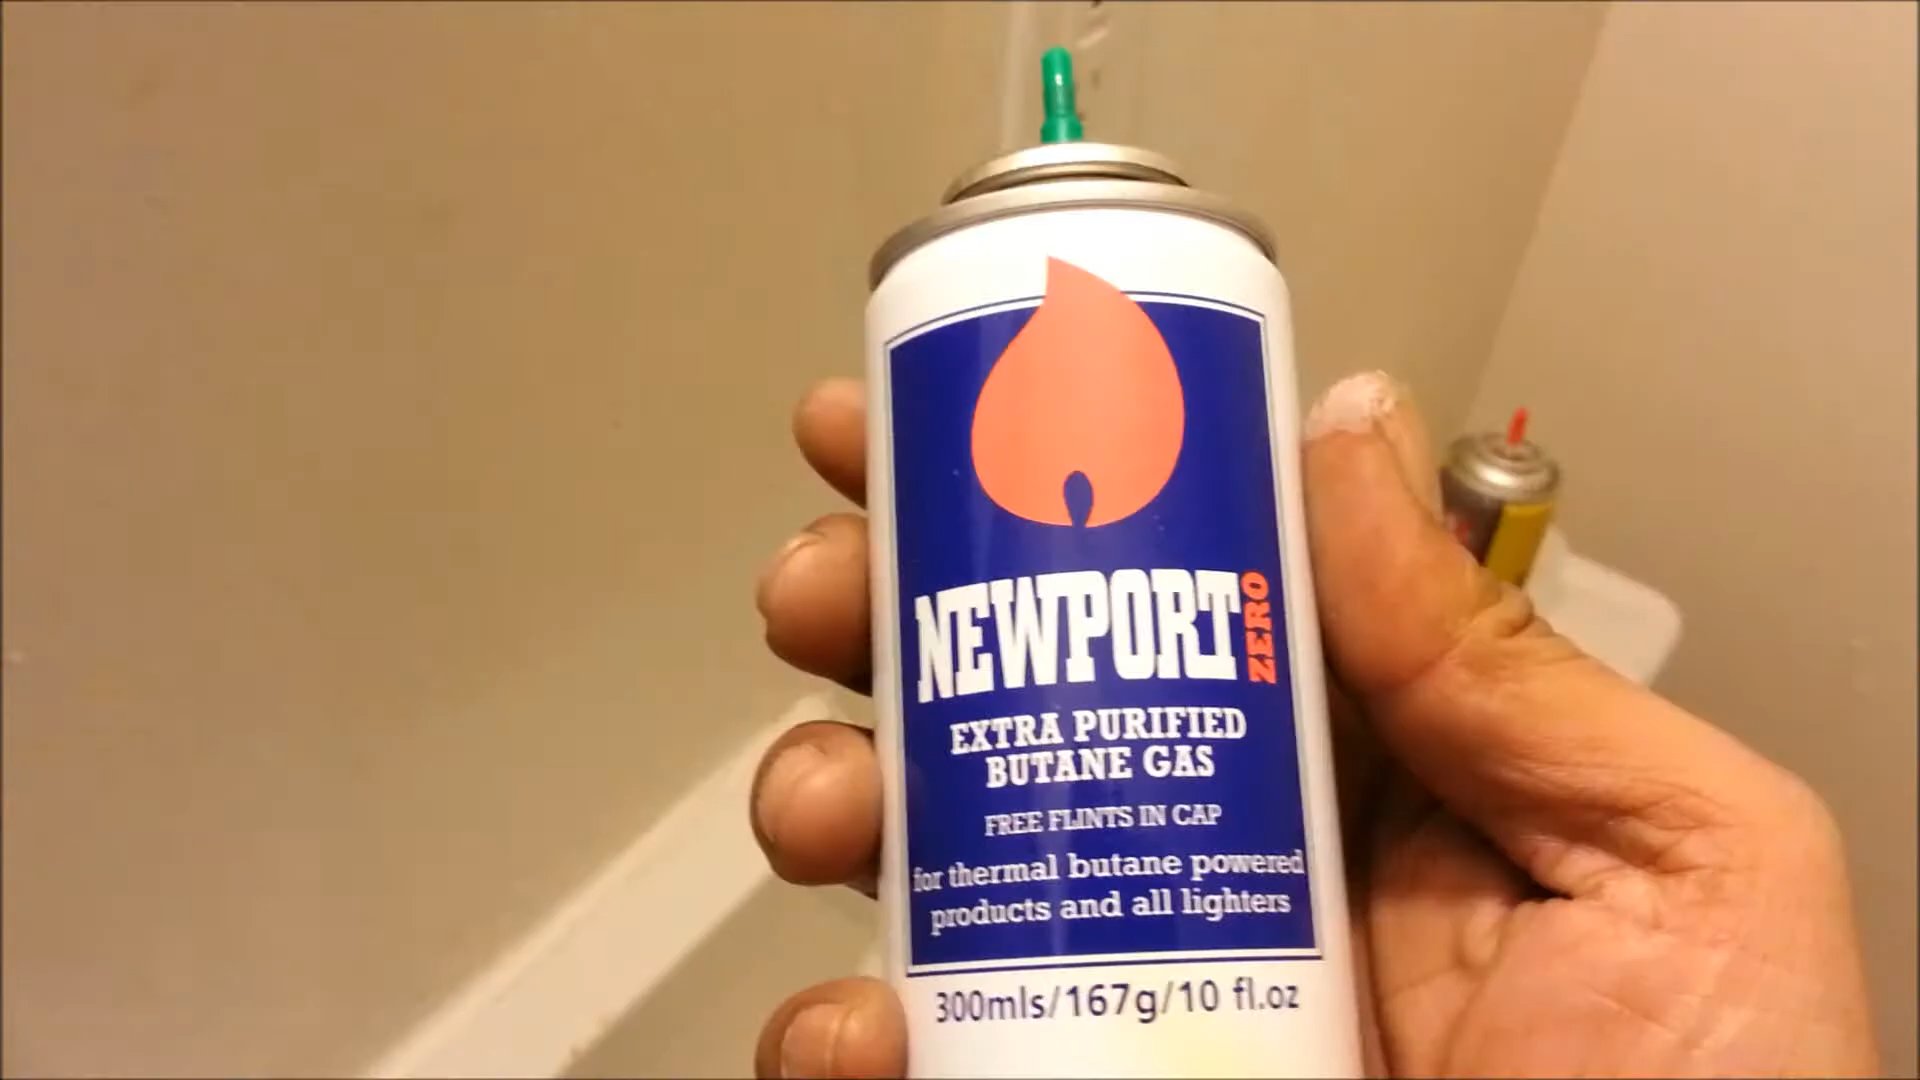 NEWPORT ZERO
EXTRA PURIFIED
BUTANE GAS
FREE FLINTS IN CAP
for thermal butane powered
products and all lighters
300mls/167g/10 fl.oz